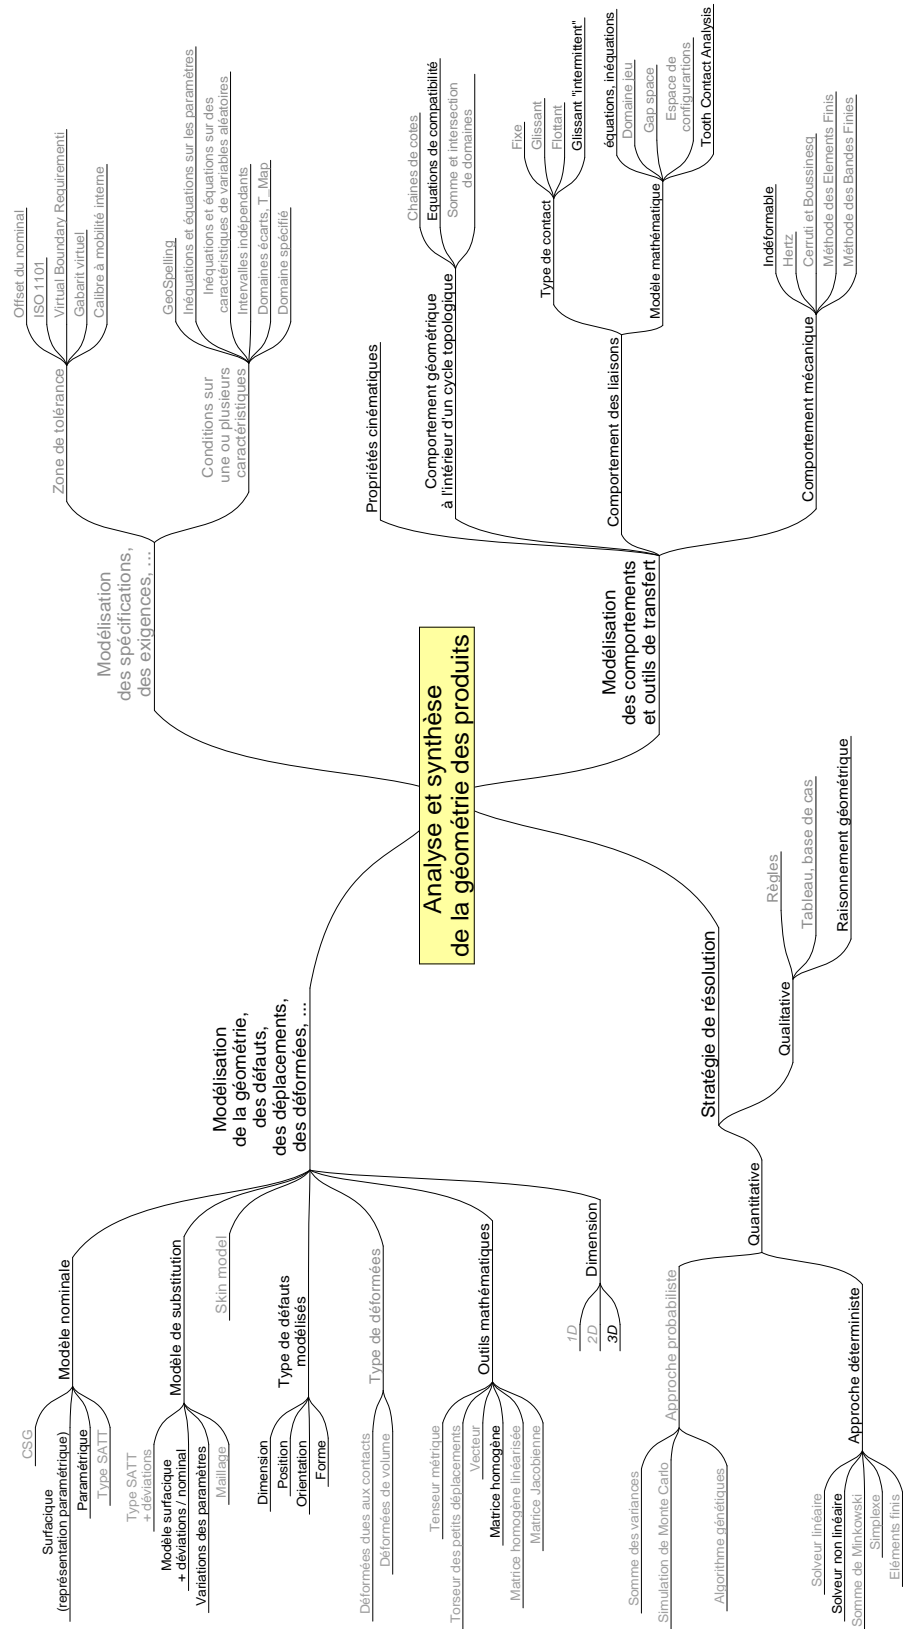 Analyse et synthèse
de la géométrie des produits
Modélisation
de la géométrie,
des défauts,
des déplacements,
des déformées, ...
Modèle nominale
CSG
Surfacique
(représentation paramétrique)
Paramétrique
Type SATT
Modèle de substitution
Type SATT
+ déviations
Modèle surfacique
+ déviations / nominal
Variations des paramètres
Maillage
Skin model
Type de défauts
modélisés
Dimension
Position
Orientation
Forme
Type de déformées
Déformées dues aux contacts
Déformées de volume
Outils mathématiques
Tenseur métrique
Torseur des petits déplacements
Vecteur
Matrice homogène
Matrice homogène linéarisée
Matrice Jacobienne
Dimension
1D
2D
3D
Modélisation
des spécifications,
des exigences, ...
Zone de tolérance
Offset du nominal
ISO 1101
Virtual Boundary Requirementi
Gabarit virtuel
Calibre à mobilité interne
Conditions sur
une ou plusieurs
caractéristiques
GeoSpelling
Inéquations et équations sur les paramètres
Inéquations et équations sur des
caractéristiques de variables aléatoires
Intervalles indépendants
Domaines écarts, T_Map
Domaine spécifié
Modélisation
des comportements
et outils de transfert
Propriétés cinématiques
Comportement géométrique
à l'intérieur d'un cycle topologique
Chaines de cotes
Equations de compatibilité
Somme et intersection
de domaines
Comportement des liaisons
Type de contact
Fixe
Glissant
Flottant
Glissant "intermittent"
Modèle mathématique
équations, inéquations
Domaine jeu
Gap space
Espace de
configurartions
Tooth Contact Analysis
Comportement mécanique
Indéformable
Hertz
Cerruti et Boussinesq
Méthode des Elements Finis
Méthode des Bandes Finies
Stratégie de résolution
Qualitative
Règles
Tableau, base de cas
Raisonnement géométrique
Quantitative
Approche probabiliste
Somme des variances
Simulation de Monte Carlo
Algorithme génétiques
Approche déterministe
Solveur linéaire
Solveur non linéaire
Somme de Minkowski
Simplexe
Eléments finis